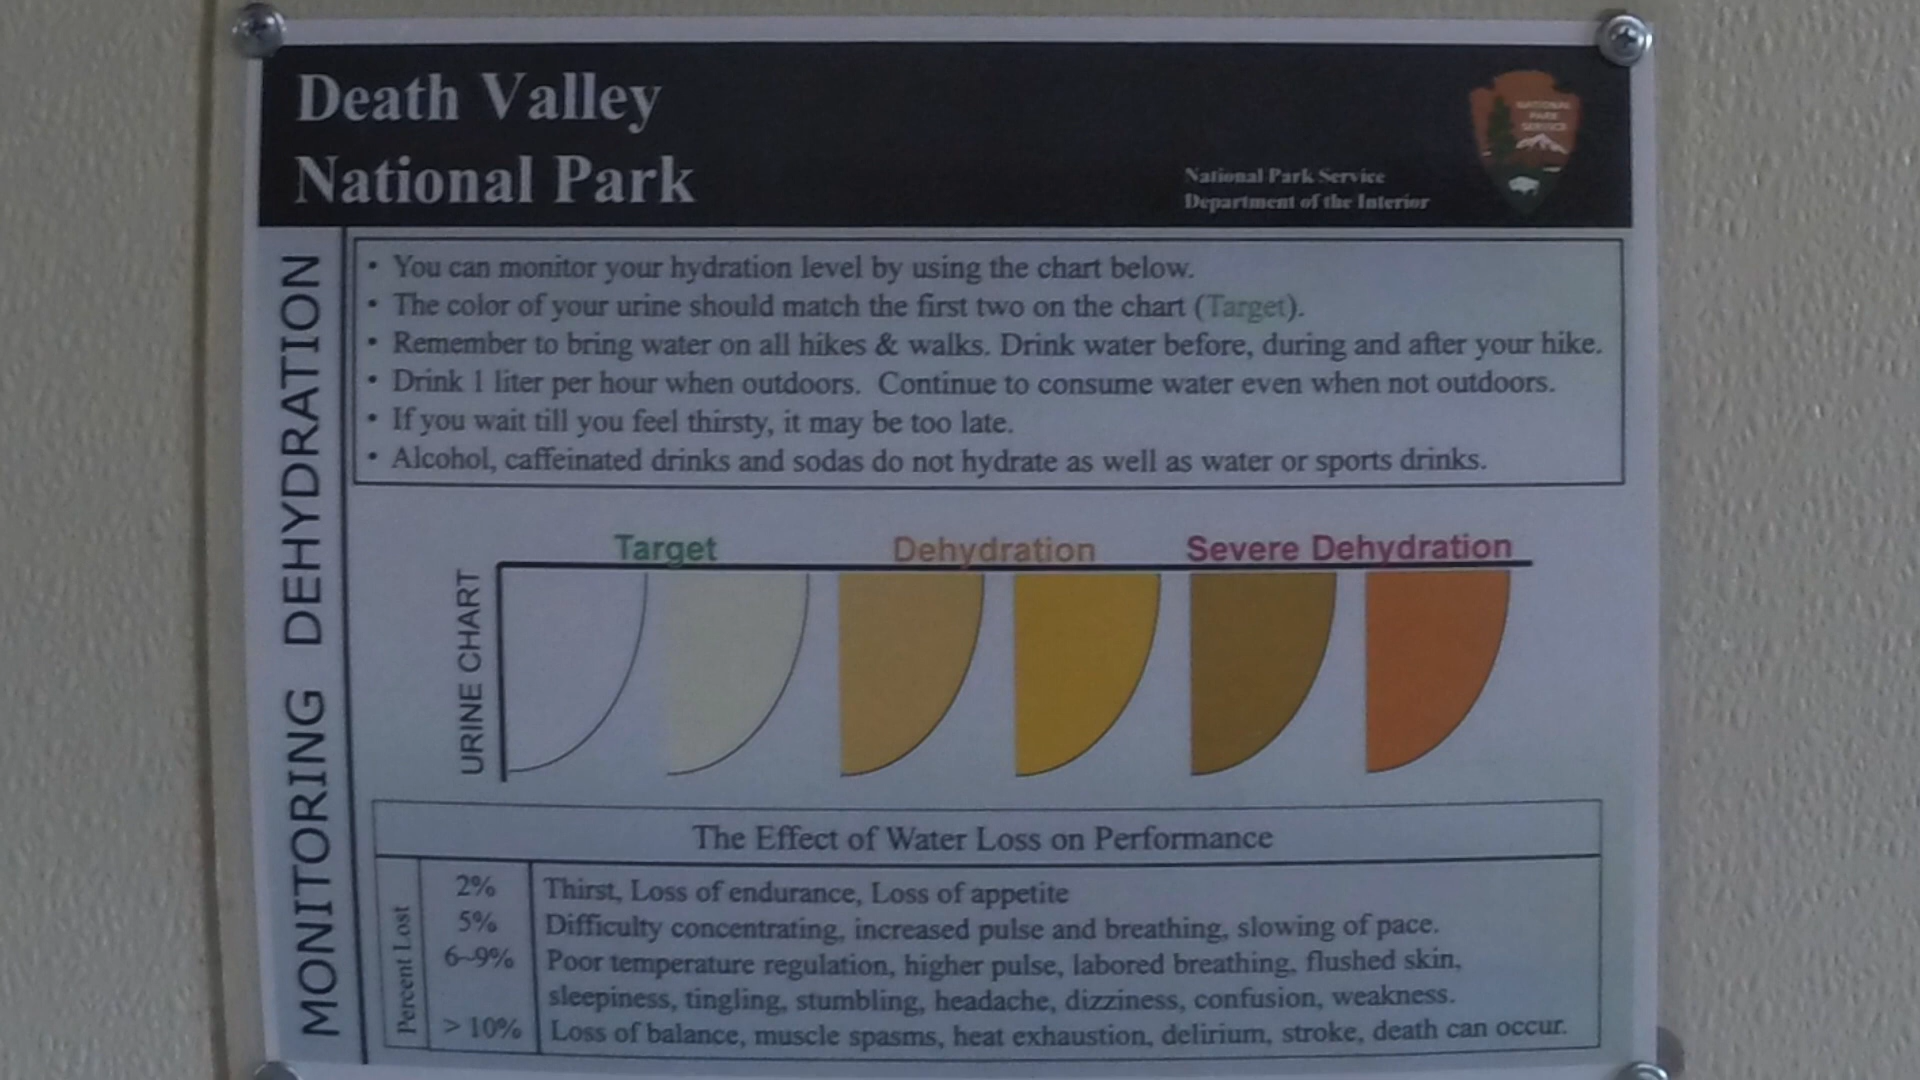 Death Valley
National Park
NATIONAL
PARK
SERVICE
National Park Service
Department of the Interior
MONITORING DEHYDRATION
• You can monitor your hydration level by using the chart below.
• The color of your urine should match the first two on the chart (Target).
• Remember to bring water on all hikes & walks. Drink water before, during and after your hike.
• Drink 1 liter per hour when outdoors. Continue to consume water even when not outdoors.
• If you wait till you feel thirsty, it may be too late.
• Alcohol, caffeinated drinks and sodas do not hydrate as well as water or sports drinks.
Target Dehydration Severe Dehydration
URINE CHART
The Effect of Water Loss on Performance
Percent Lost
2% Thirst, Loss of endurance, Loss of appetite
5% Difficulty concentrating, increased pulse and breathing, slowing of pace.
6-9% Poor temperature regulation, higher pulse, labored breathing, flushed skin,
sleepiness, tingling, stumbling, headache, dizziness, confusion, weakness.
> 10% Loss of balance, muscle spasms, heat exhaustion, delirium, stroke, death can occur.